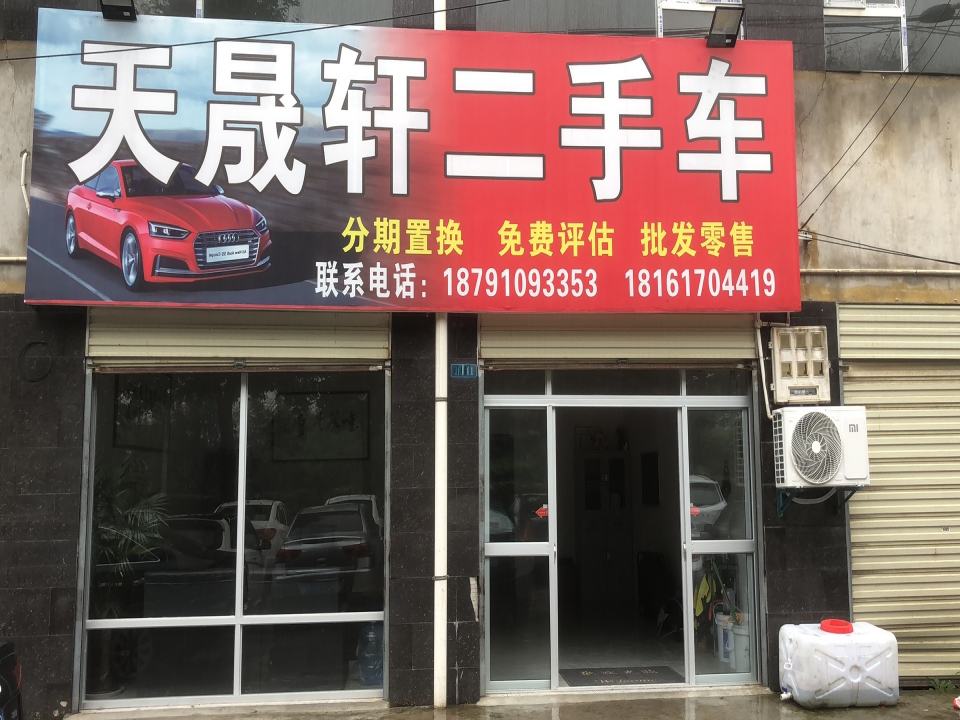 天晟轩二手车
分期置换 免费评估 批发零售
联系电话：18791093353 18161704419
mi